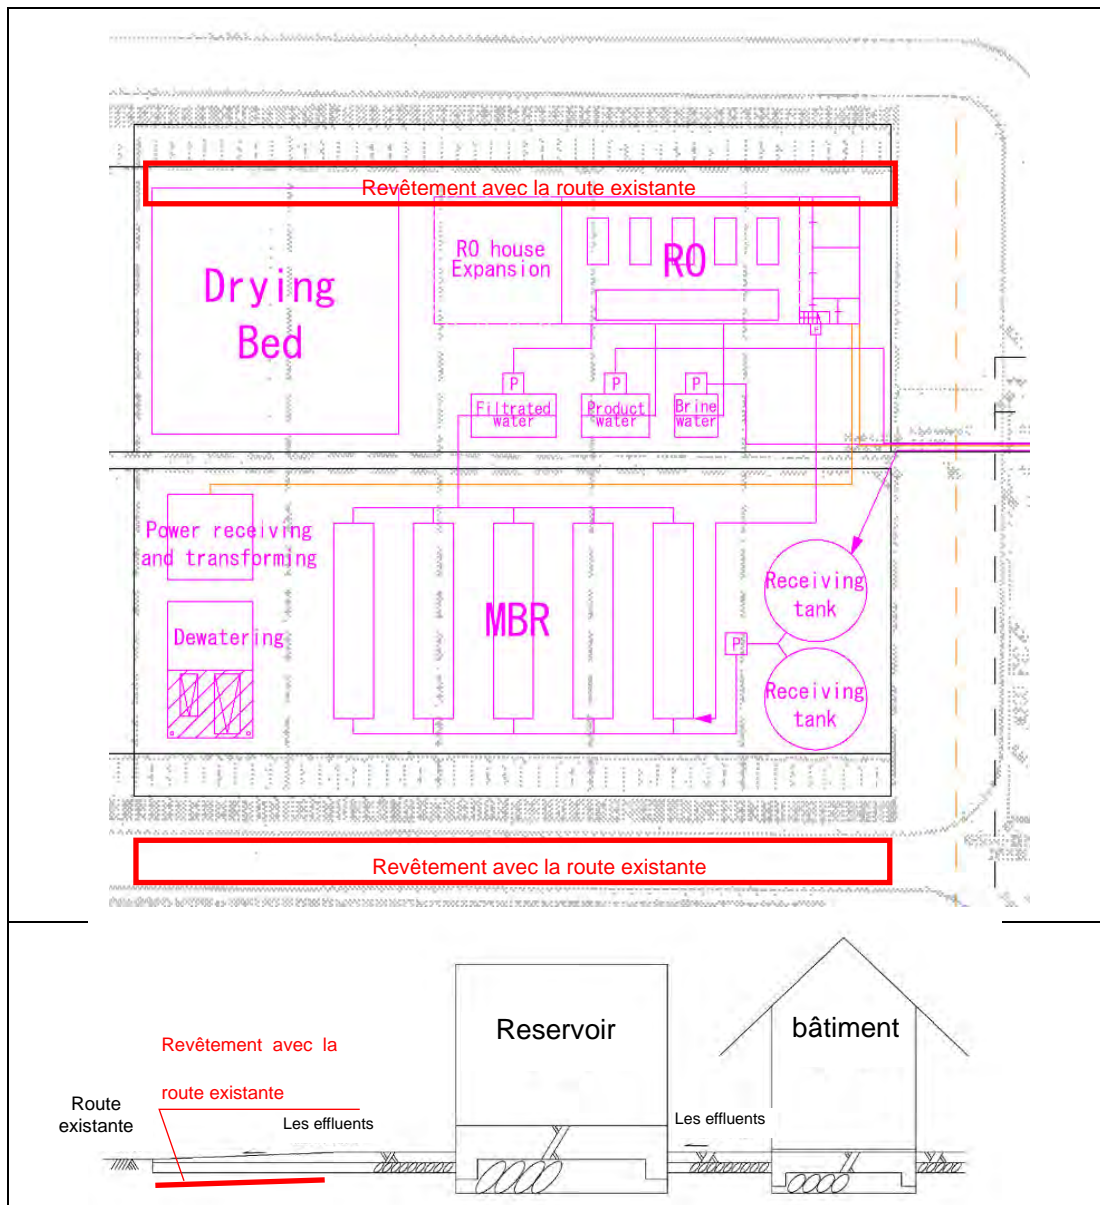 Revêtement avec la route existante
RO house
Expansion
RO
Drying
Bed
P
P
P
P
Filtrated
water
Product
water
Brine
water
Power receiving
and transforming
Receiving
tank
MBR
Dewatering
P
Receiving
tank
Revêtement avec la route existante
Reservoir
bâtiment
Revêtement avec la
route existante
Route
existante
Les effluents
Les effluents